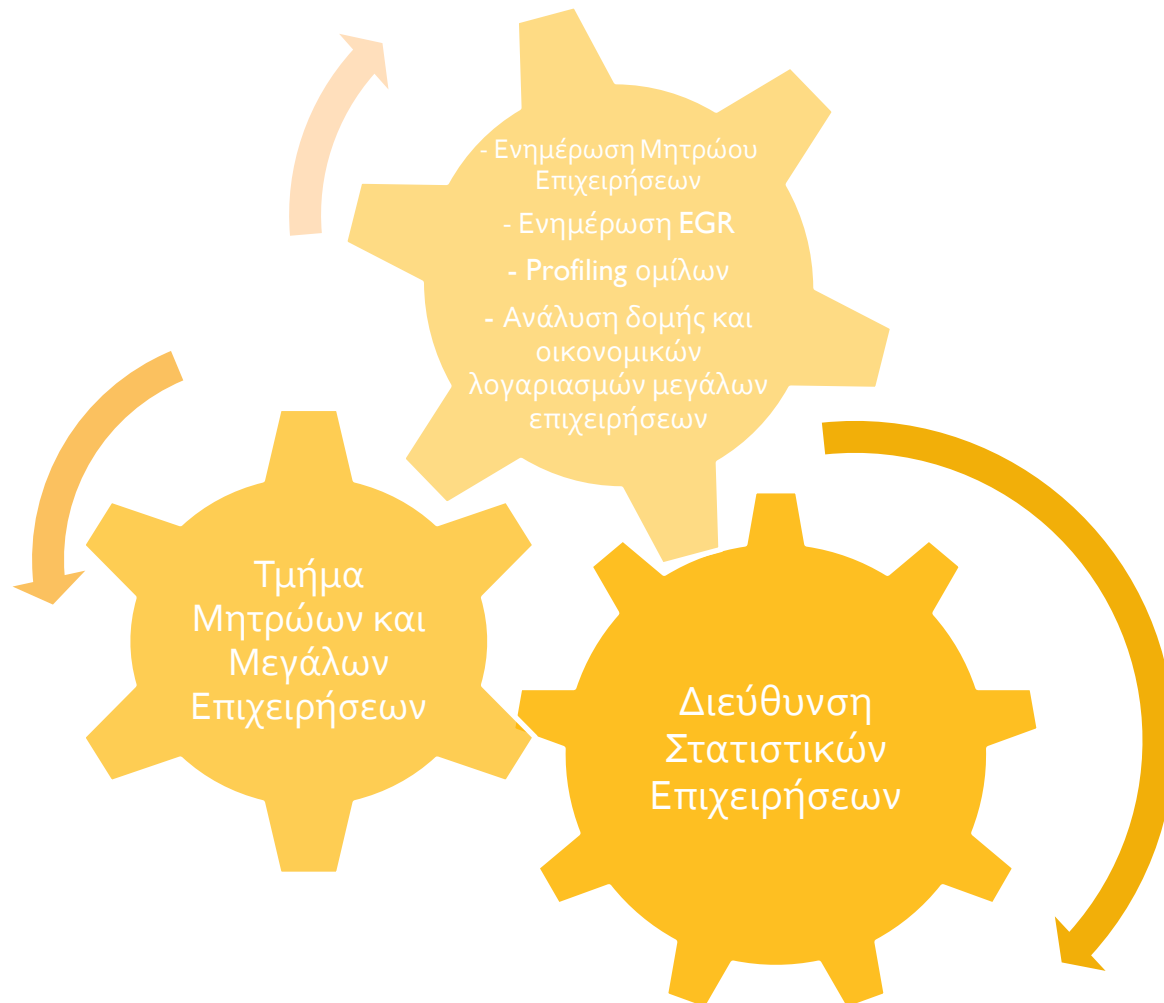 - Ενημέρωση Μητρώου
Επιχειρήσεων
- Ενημέρωση EGR
- Profiling ομίλων
- Ανάλυση δομής και
οικονομικών
λογαριασμών μεγάλων
επιχειρήσεων
Τμήμα
Μητρώων και
Μεγάλων
Επιχειρήσεων
Διεύθυνση
Στατιστικών
Επιχειρήσεων